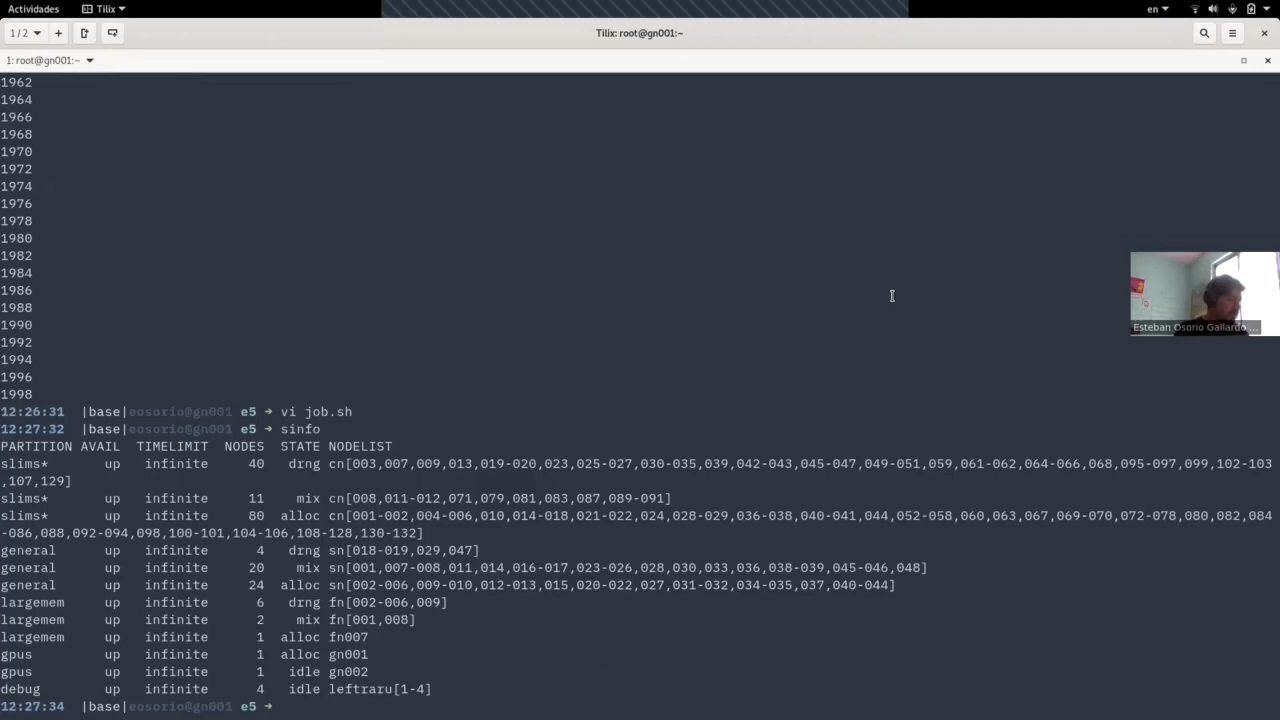 Actividades Tilix en
1/2 Tilix: root@gn001:~
1: root@gn001:~
1962
1964
1966
1968
1970
1972
1974
1976
1978
1980
1982
1984
1986
1988
1990
1992
1994
1996
1998
12:26:31 |base|eosorio@gn001 e5 → vi job.sh
12:27:32 |base|eosorio@gn001 e5 → sinfo
PARTITION AVAIL TIMELIMIT NODES STATE NODELIST
slims* up infinite 40 drng cn[003,007,009,013,019-020,023,025-027,030-035,039,042-043,045-047,049-051,059,061-062,064-066,068,095-097,099,102-103
,107,129]
slims* up infinite 11 mix cn[008,011-012,071,079,081,083,087,089-091]
slims* up infinite 80 alloc cn[001-002,004-006,010,014-018,021-022,024,028-029,036-038,040-041,044,052-058,060,063,067,069-070,072-078,080,082,084
-086,088,092-094,098,100-101,104-106,108-128,130-132]
general up infinite 4 drng sn[018-019,029,047]
general up infinite 20 mix sn[001,007-008,011,014,016-017,023-026,028,030,033,036,038-039,045-046,048]
general up infinite 24 alloc sn[002-006,009-010,012-013,015,020-022,027,031-032,034-035,037,040-044]
largemem up infinite 6 drng fn[002-006,009]
largemem up infinite 2 mix fn[001,008]
largemem up infinite 1 alloc fn007
gpus up infinite 1 alloc gn001
gpus up infinite 1 idle gn002
debug up infinite 4 idle leftraru[1-4]
12:27:34 |base|eosorio@gn001 e5 →
Esteban Osorio Gallardo ...